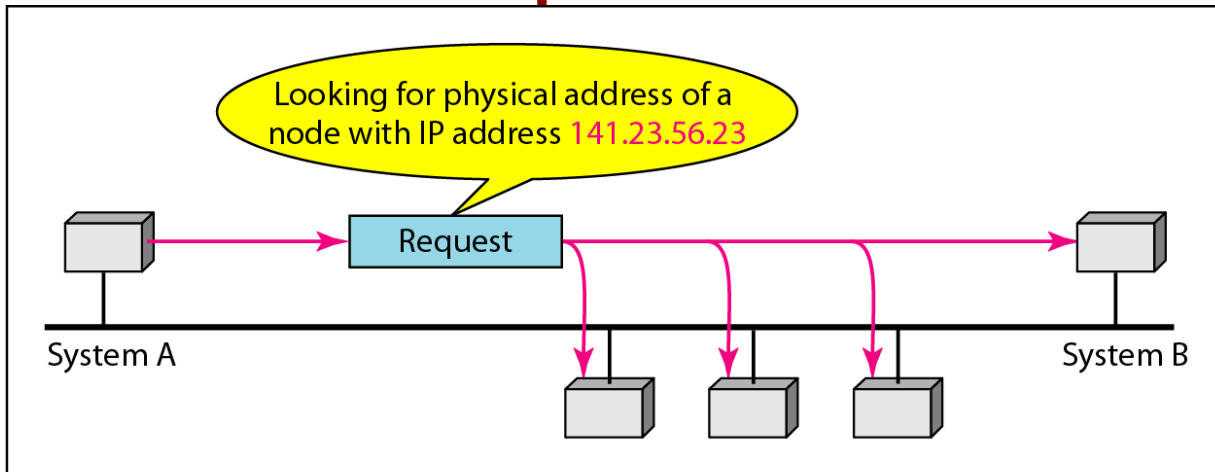 Looking for physical address of a
node with IP address 141.23.56.23
Request
System A
System B